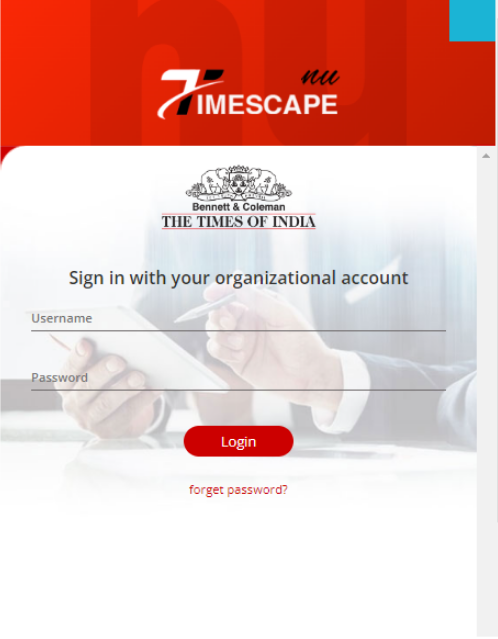 nu
TIMESCAPE
Bennett & Coleman
THE TIMES OF INDIA
Sign in with your organizational account
Username
Password
Login
forget password?